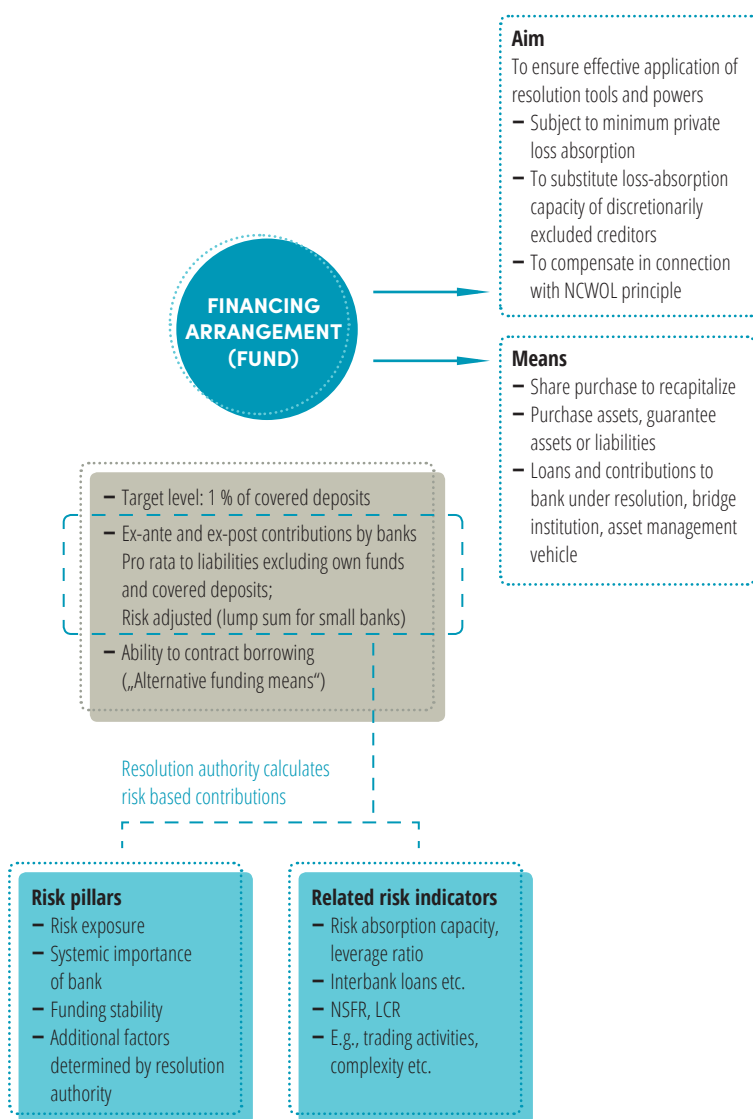 Aim
To ensure effective application of
resolution tools and powers
– Subject to minimum private
loss absorption
– To substitute loss-absorption
capacity of discretionarily
excluded creditors
– To compensate in connection
with NCWOL principle
FINANCING
ARRANGEMENT
(FUND)
Means
– Share purchase to recapitalize
– Purchase assets, guarantee
assets or liabilities
– Loans and contributions to
bank under resolution, bridge
institution, asset management
vehicle
– Target level: 1 % of covered deposits
– Ex-ante and ex-post contributions by banks
Pro rata to liabilities excluding own funds
and covered deposits;
Risk adjusted (lump sum for small banks)
– Ability to contract borrowing
(„Alternative funding means“)
Resolution authority calculates
risk based contributions
Risk pillars
– Risk exposure
– Systemic importance
of bank
– Funding stability
– Additional factors
determined by resolution
authority
Related risk indicators
– Risk absorption capacity,
leverage ratio
– Interbank loans etc.
– NSFR, LCR
– E.g., trading activities,
complexity etc.